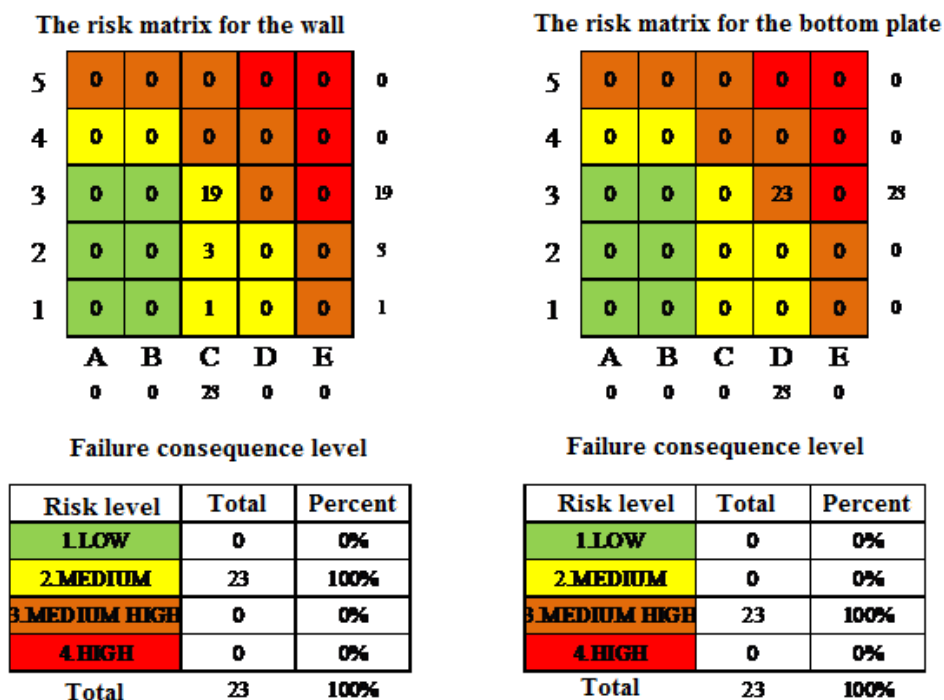 The risk matrix for the wall
5 0 0 0 0 0 0
4 0 0 0 0 0 0
3 0 0 19 0 0 19
2 0 0 3 0 0 3
1 0 0 1 0 0 1
A B C D E
0 0 23 0 0
Failure consequence level
Risk level Total Percent
1.LOW 0 0%
2.MEDIUM 23 100%
3.MEDIUM HIGH 0 0%
4.HIGH 0 0%
Total 23 100%
The risk matrix for the bottom plate
5 0 0 0 0 0 0
4 0 0 0 0 0 0
3 0 0 0 23 0 23
2 0 0 0 0 0 0
1 0 0 0 0 0 0
A B C D E
0 0 0 23 0
Failure consequence level
Risk level Total Percent
1.LOW 0 0%
2.MEDIUM 0 0%
3.MEDIUM HIGH 23 100%
4.HIGH 0 0%
Total 23 100%